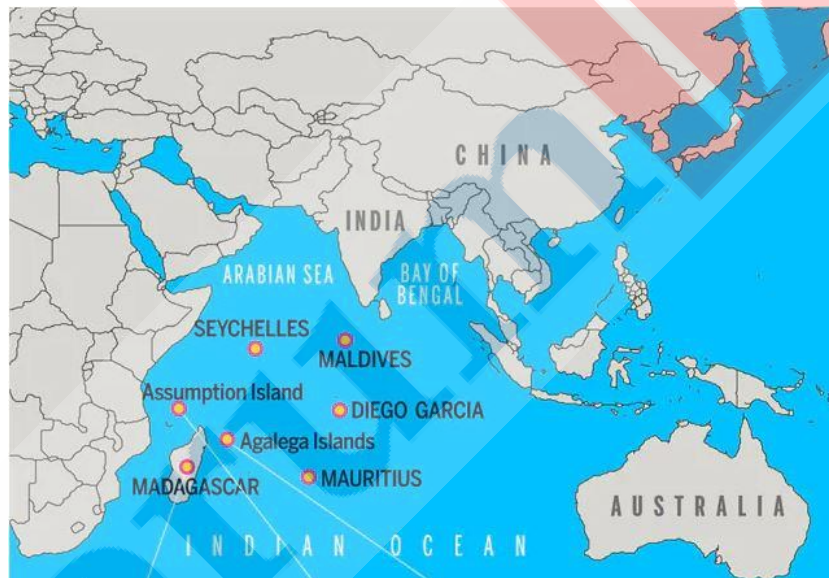 CHINA
INDIA
ARABIAN SEA
BAY OF
BENGAL
SEYCHELLES
MALDIVES
Assumption Island
DIEGO GARCIA
Agalega Islands
MADAGASCAR
MAURITIUS
AUSTRALIA
INDIAN OCEAN